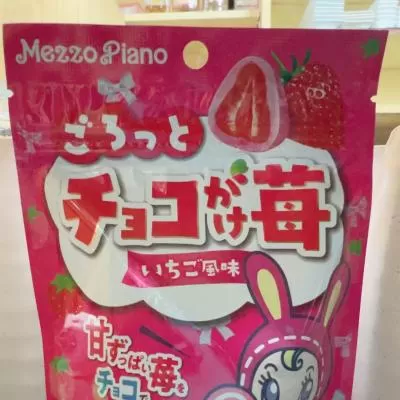 Mezzo Piano
ごろっと
チョコがけ苺
いちご風味
甘ずっぱい苺を
チョコで